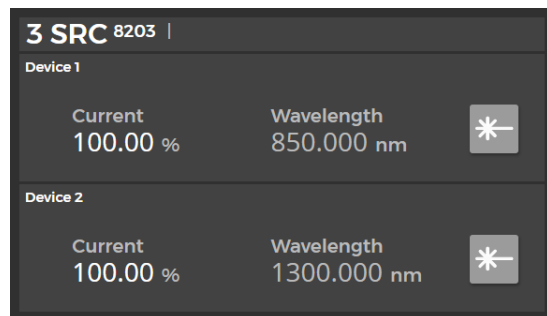 3 SRC 8203 |
Device 1
Current Wavelength
100.00 % 850.000 nm
Device 2
Current Wavelength
100.00 % 1300.000 nm